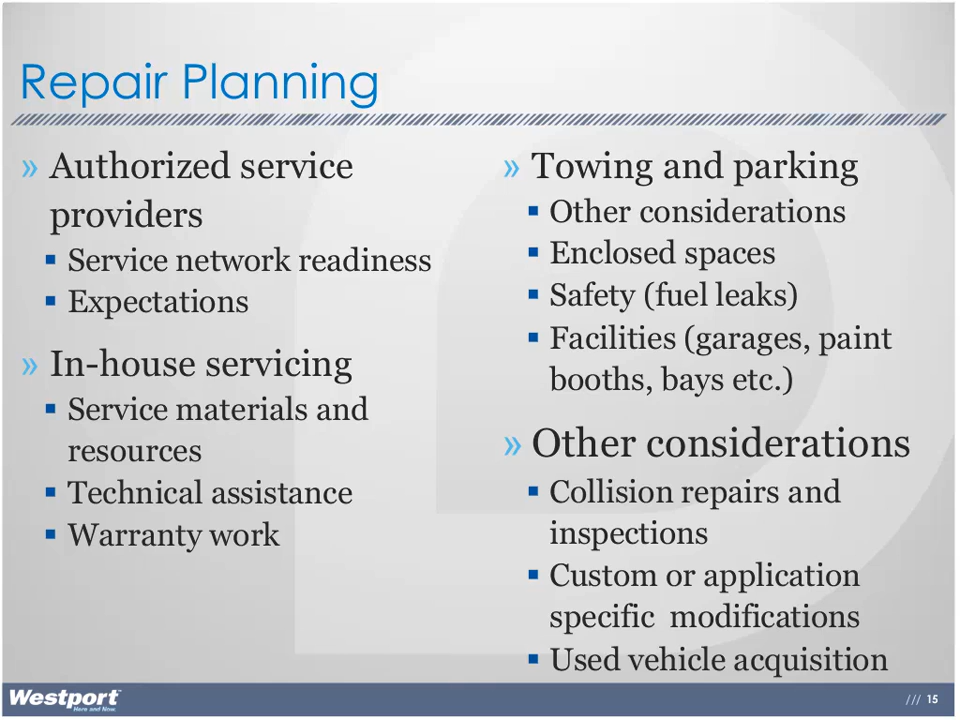 Repair Planning
» Authorized service
providers
▪ Service network readiness
▪ Expectations
» In-house servicing
▪ Service materials and
resources
▪ Technical assistance
▪ Warranty work
» Towing and parking
▪ Other considerations
▪ Enclosed spaces
▪ Safety (fuel leaks)
▪ Facilities (garages, paint
booths, bays etc.)
» Other considerations
▪ Collision repairs and
inspections
▪ Custom or application
specific  modifications
▪ Used vehicle acquisition
Westport™
Here and Now.
/// 15